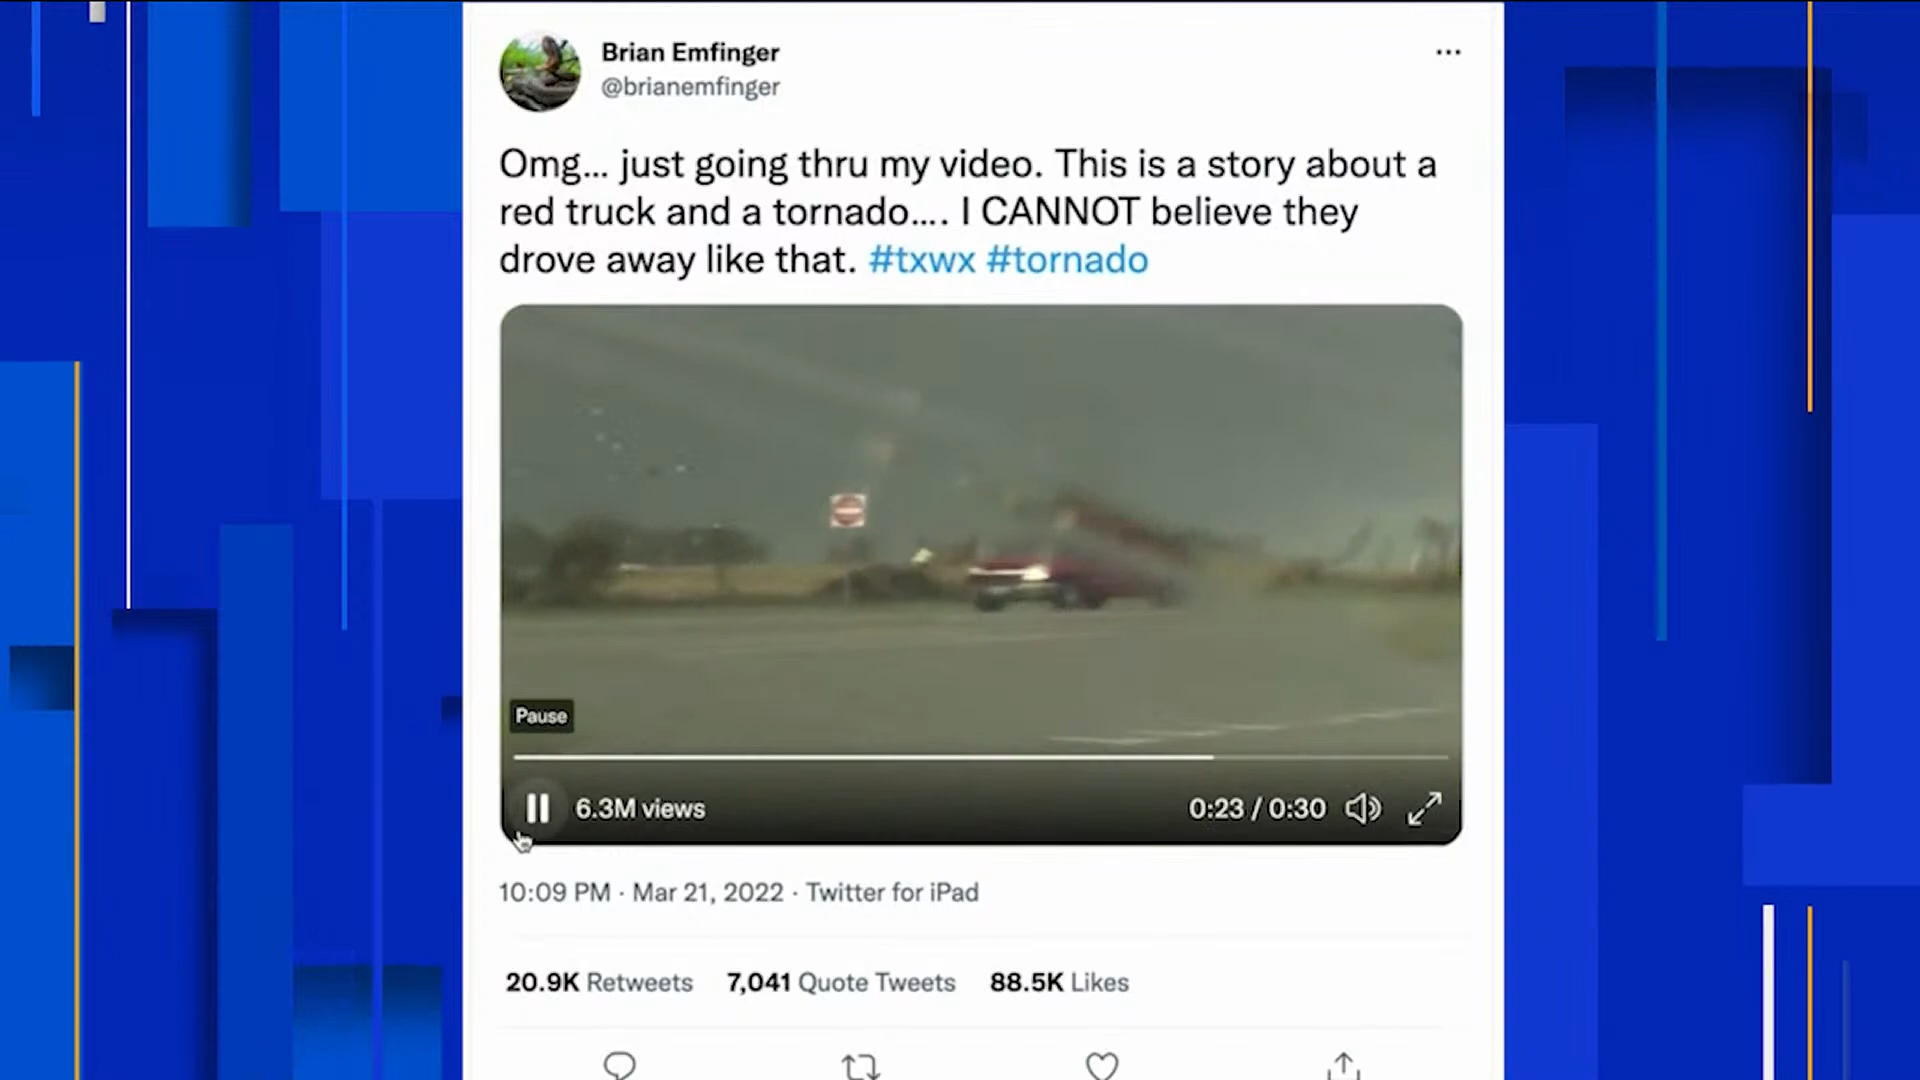 Brian Emfinger
@brianemfinger
Omg... just going thru my video. This is a story about a
red truck and a tornado.... I CANNOT believe they
drove away like that. #txwx #tornado
Pause
6.3M views
0:23 / 0:30
10:09 PM · Mar 21, 2022 · Twitter for iPad
20.9K Retweets 7,041 Quote Tweets 88.5K Likes